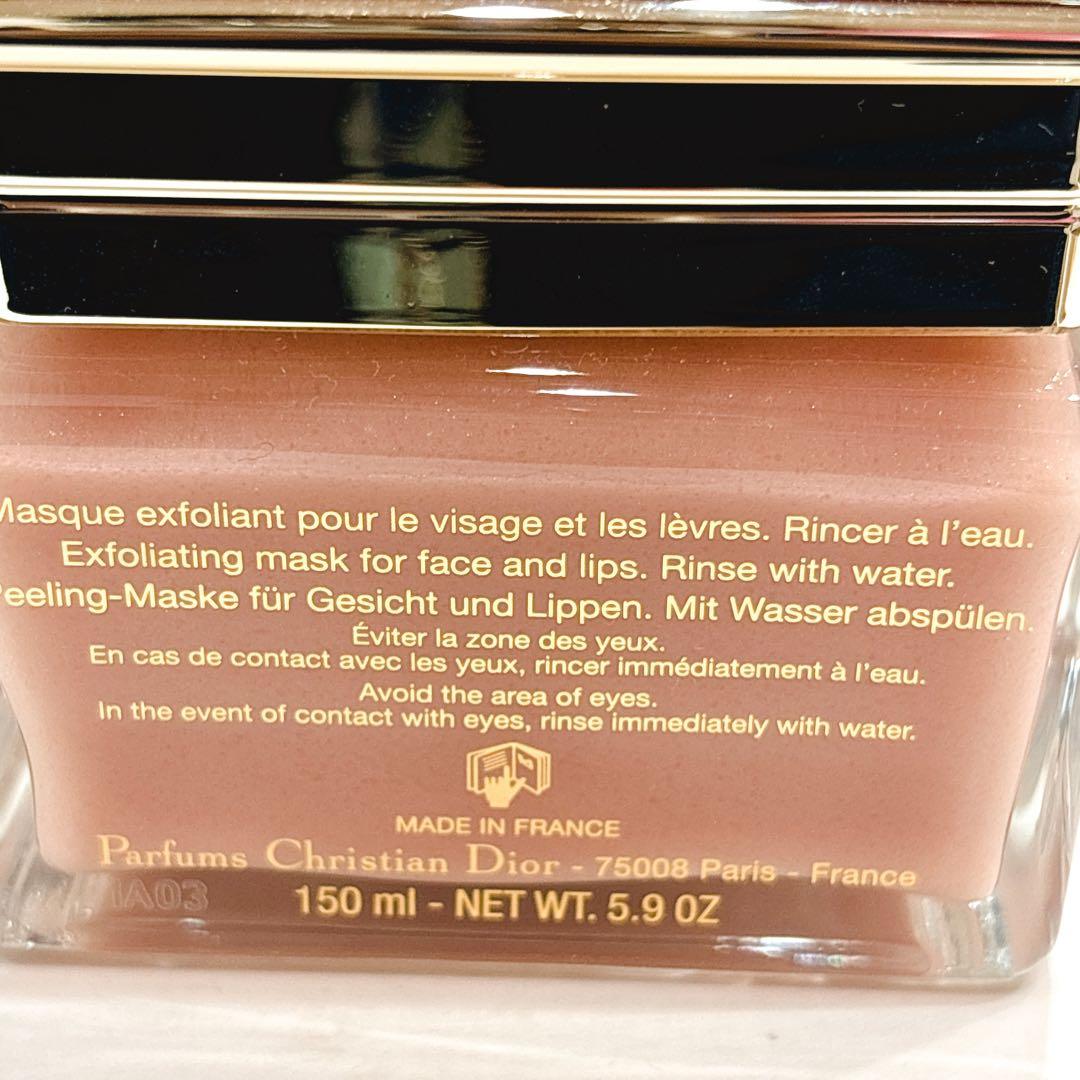 Masque exfoliant pour le visage et les lèvres. Rincer à l'eau.
Exfoliating mask for face and lips. Rinse with water.
Peeling-Maske für Gesicht und Lippen. Mit Wasser abspülen.
Éviter la zone des yeux.
En cas de contact avec les yeux, rincer immédiatement à l'eau.
Avoid the area of eyes.
In the event of contact with eyes, rinse immediately with water.
MADE IN FRANCE
Parfums Christian Dior - 75008 Paris - France
150 ml - NET WT. 5.9 OZ